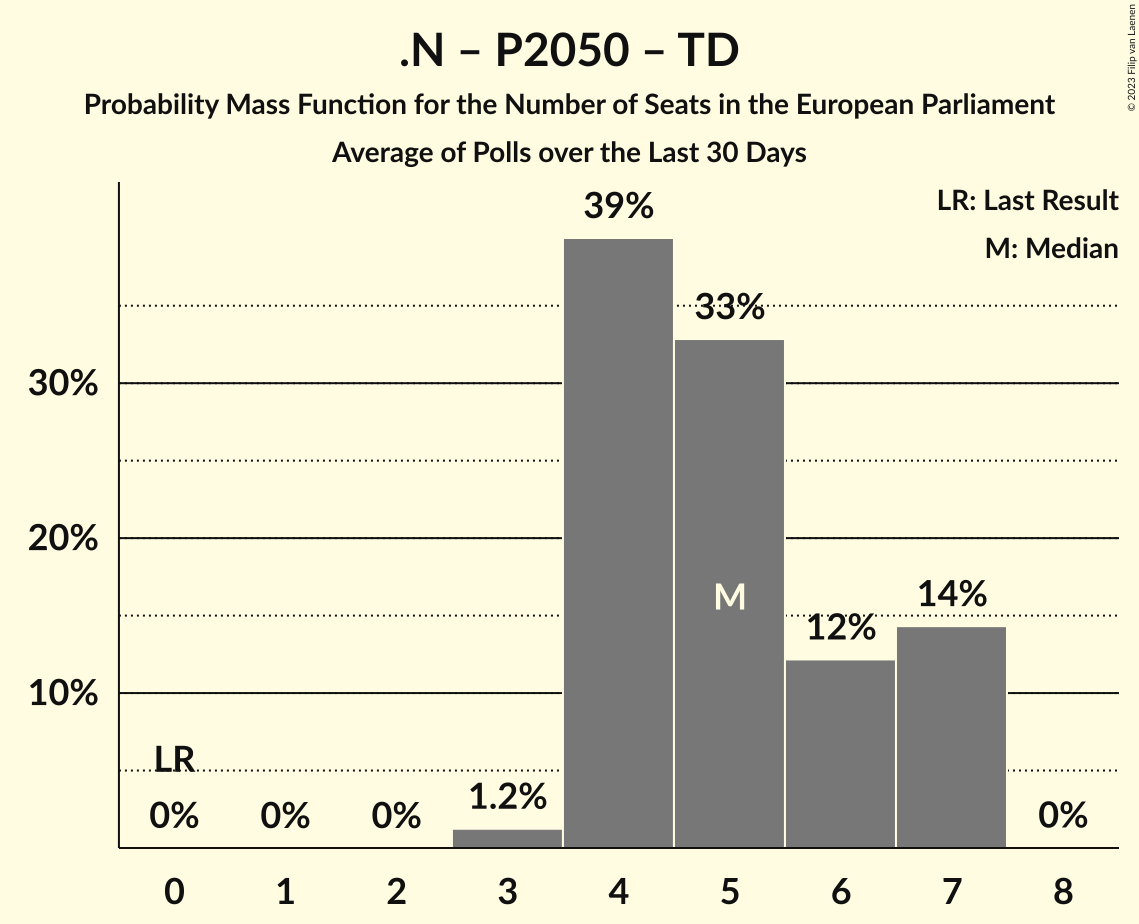 .N – P2050 – TD
Probability Mass Function for the Number of Seats in the European Parliament
Average of Polls over the Last 30 Days
© 2023 Filip van Laenen
LR: Last Result
M: Median
39%
33%
30%
20%
M
14%
12%
10%
LR
1.2%
0% 0% 0% 0%
0 1 2 3 4 5 6 7 8